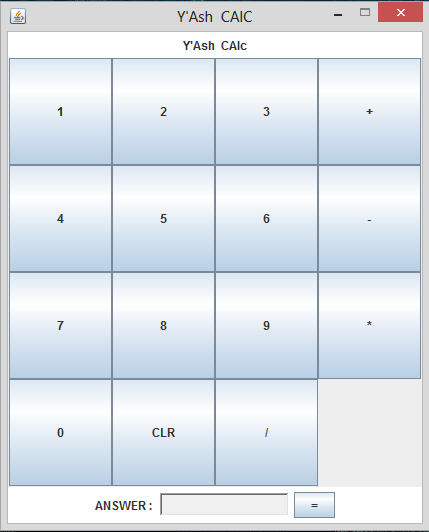 Y'Ash CAlC
Y'Ash CAlc
1 2 3 +
4 5 6 -
7 8 9 *
0 CLR /
ANSWER : =